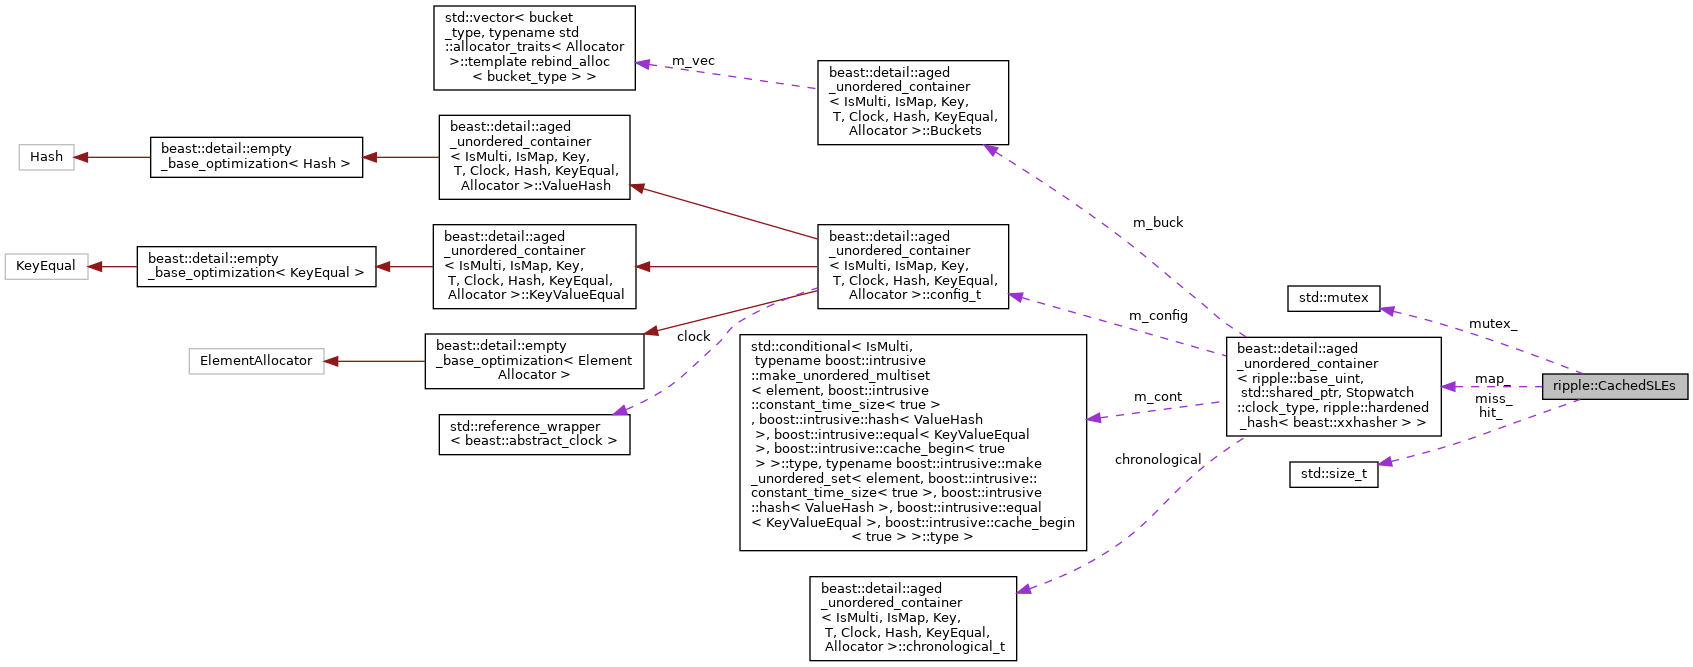 std::vector< bucket
_type, typename std
::allocator_traits< Allocator
>::template rebind_alloc
< bucket_type > >
m_vec
beast::detail::aged
_unordered_container
< IsMulti, IsMap, Key,
T, Clock, Hash, KeyEqual,
Allocator >::Buckets
Hash
beast::detail::empty
_base_optimization< Hash >
beast::detail::aged
_unordered_container
< IsMulti, IsMap, Key,
T, Clock, Hash, KeyEqual,
Allocator >::ValueHash
m_buck
KeyEqual
beast::detail::empty
_base_optimization< KeyEqual >
beast::detail::aged
_unordered_container
< IsMulti, IsMap, Key,
T, Clock, Hash, KeyEqual,
Allocator >::KeyValueEqual
beast::detail::aged
_unordered_container
< IsMulti, IsMap, Key,
T, Clock, Hash, KeyEqual,
Allocator >::config_t
m_config
std::mutex
mutex_
ElementAllocator
beast::detail::empty
_base_optimization< Element
Allocator >
clock
std::reference_wrapper
< beast::abstract_clock >
std::conditional< IsMulti,
typename boost::intrusive
::make_unordered_multiset
< element, boost::intrusive
::constant_time_size< true >
, boost::intrusive::hash< ValueHash
>, boost::intrusive::equal< KeyValueEqual
>, boost::intrusive::cache_begin< true
> >::type, typename boost::intrusive::make
_unordered_set< element, boost::intrusive::
constant_time_size< true >, boost::intrusive
::hash< ValueHash >, boost::intrusive::equal
< KeyValueEqual >, boost::intrusive::cache_begin
< true > >::type >
m_cont
chronological
beast::detail::aged
_unordered_container
< ripple::base_uint,
std::shared_ptr, Stopwatch
::clock_type, ripple::hardened
_hash< beast::xxhasher > >
map_
miss_
hit_
ripple::CachedSLEs
std::size_t
beast::detail::aged
_unordered_container
< IsMulti, IsMap, Key,
T, Clock, Hash, KeyEqual,
Allocator >::chronological_t